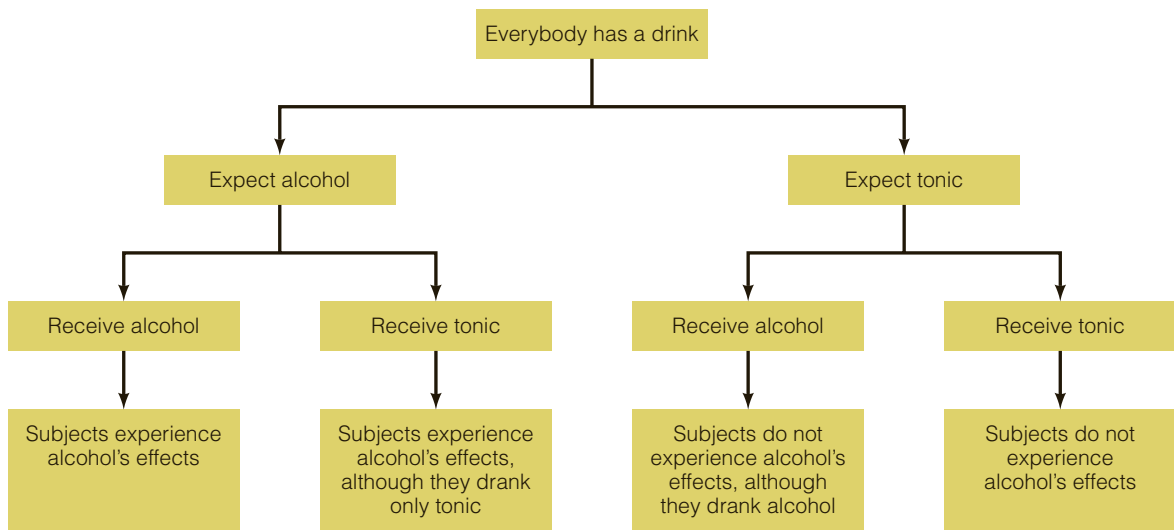 Everybody has a drink
Expect alcohol
Expect tonic
Receive alcohol
Receive tonic
Receive alcohol
Receive tonic
Subjects experience
alcohol's effects
Subjects experience
alcohol's effects,
although they drank
only tonic
Subjects do not
experience alcohol's
effects, although
they drank alcohol
Subjects do not
experience
alcohol's effects